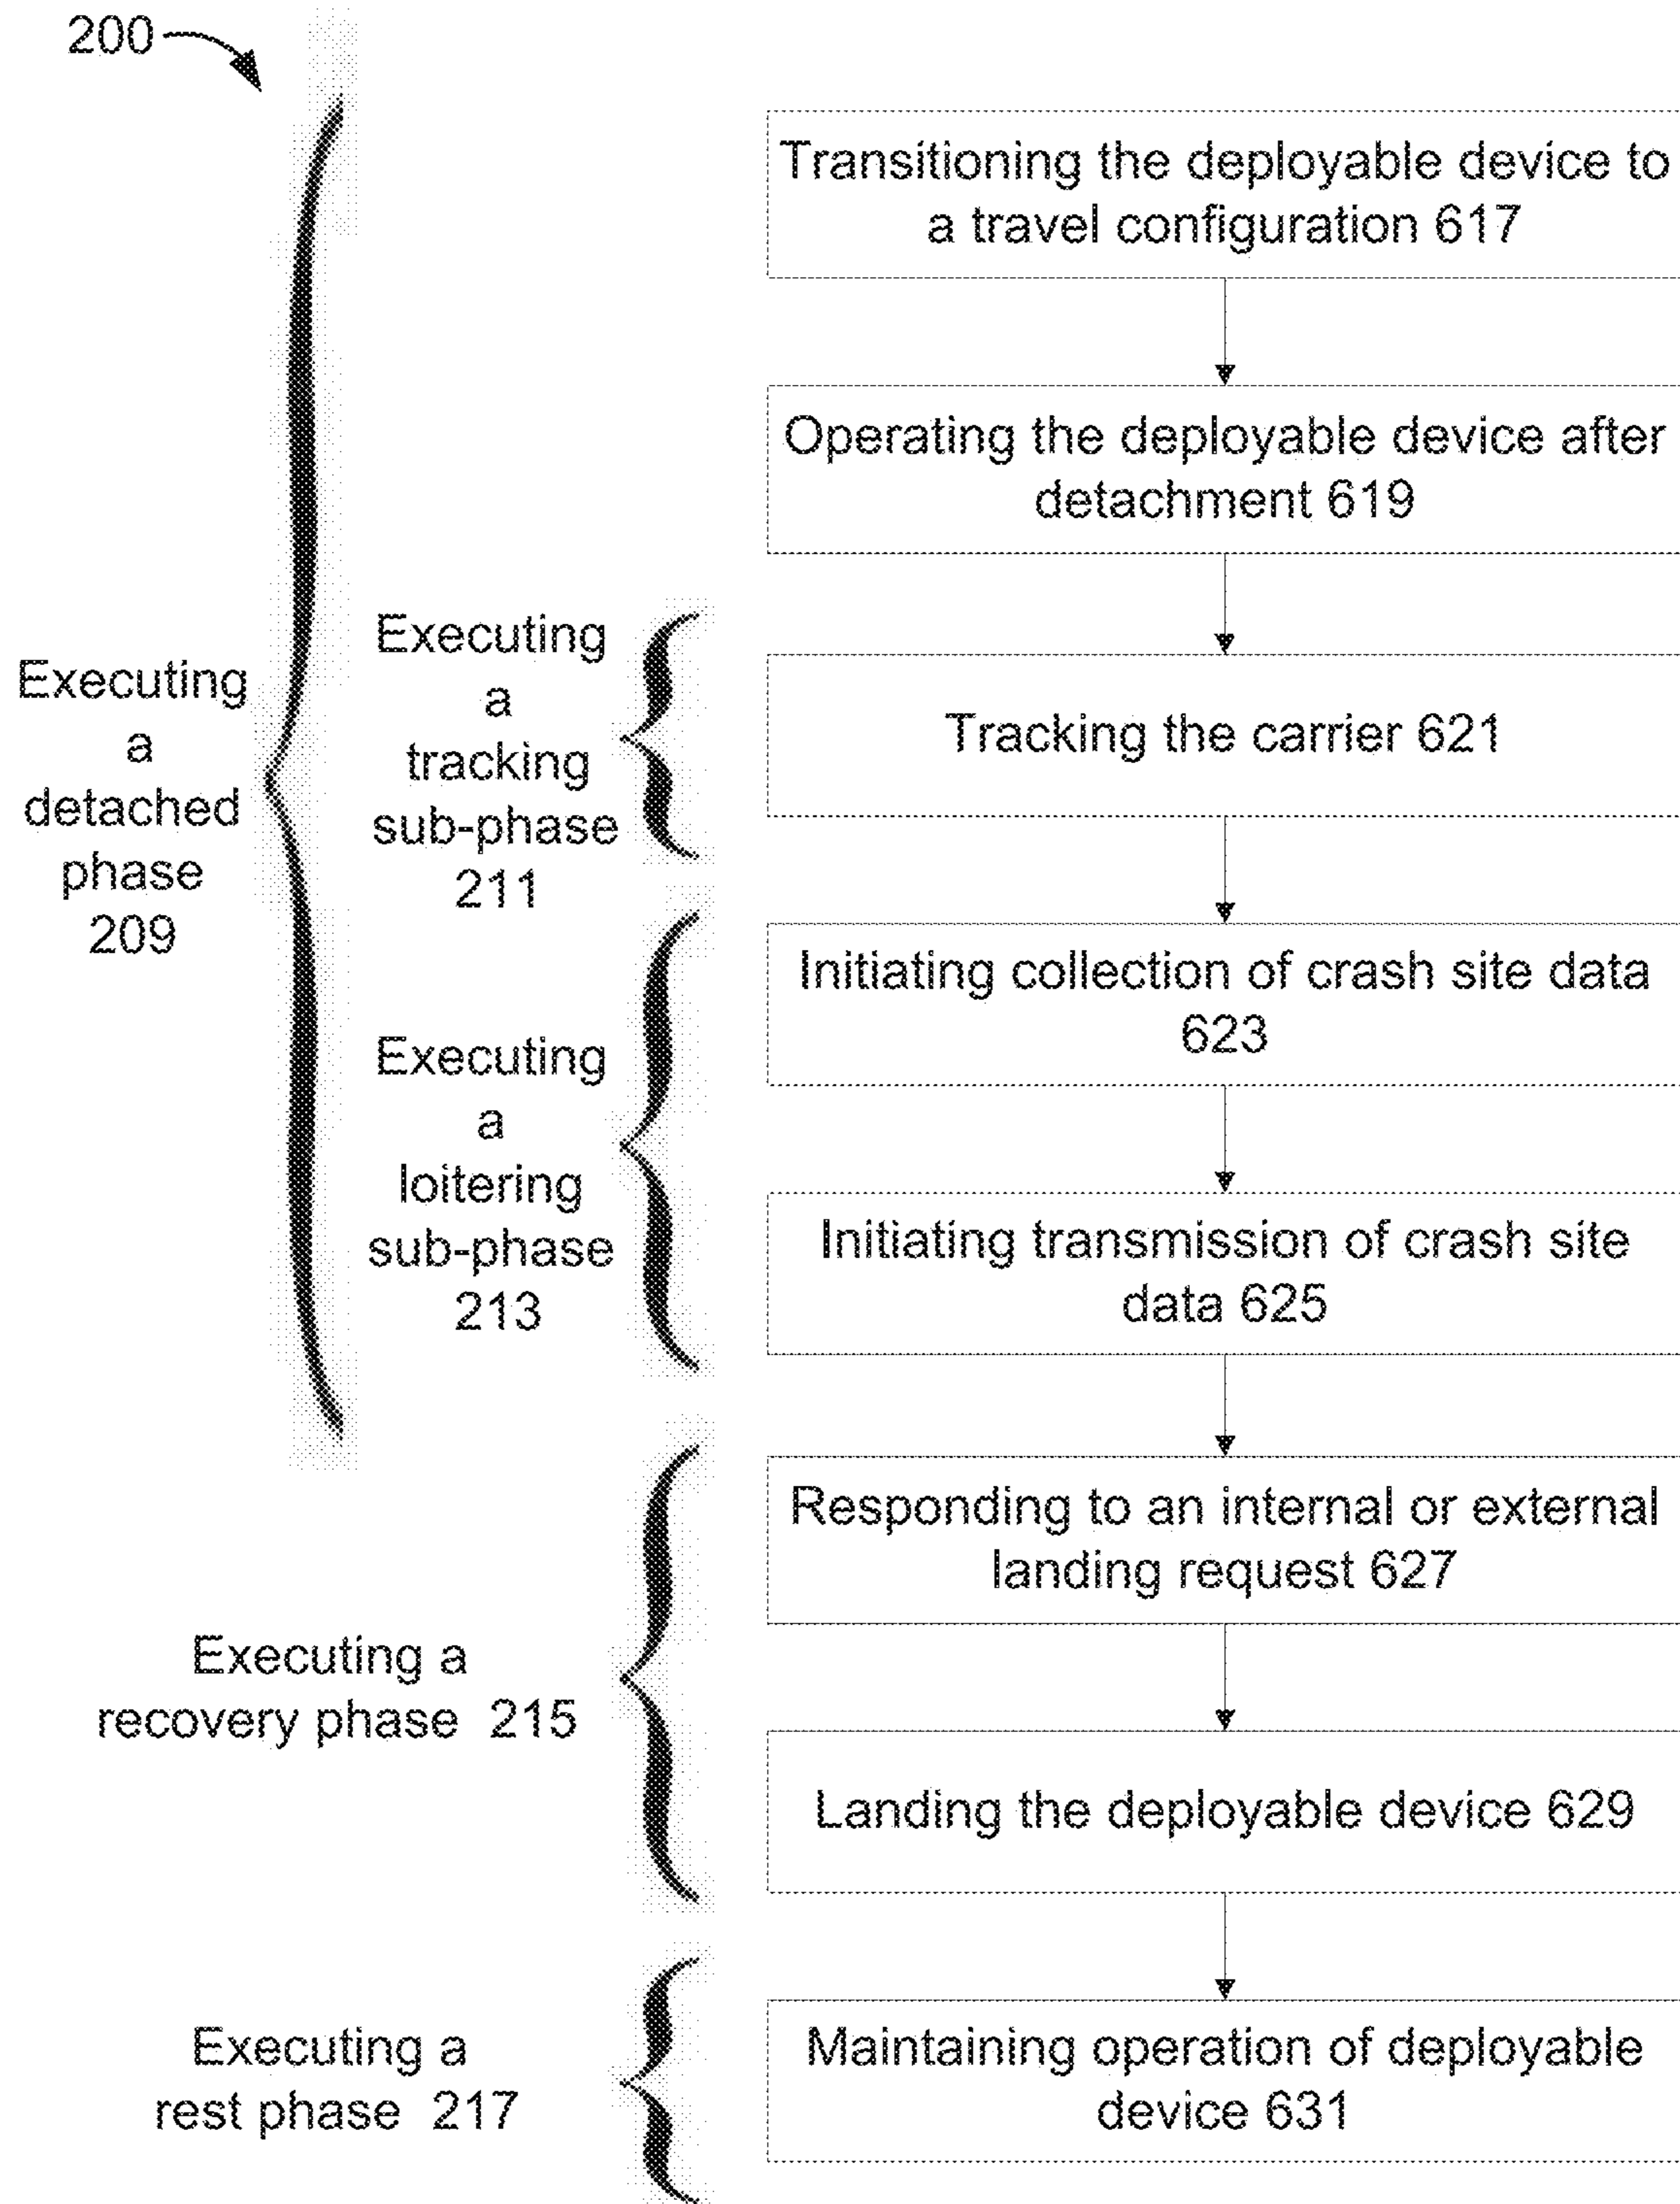 200
Transitioning the deployable device to
a travel configuration 617
Operating the deployable device after
detachment 619
Executing
a
detached
phase
209
Executing
a
tracking
sub-phase
211
Tracking the carrier 621
Initiating collection of crash site data
623
Executing
a
loitering
sub-phase
213
Initiating transmission of crash site
data 625
Responding to an internal or external
landing request 627
Executing a
recovery phase 215
Landing the deployable device 629
Executing a
rest phase 217
Maintaining operation of deployable
device 631